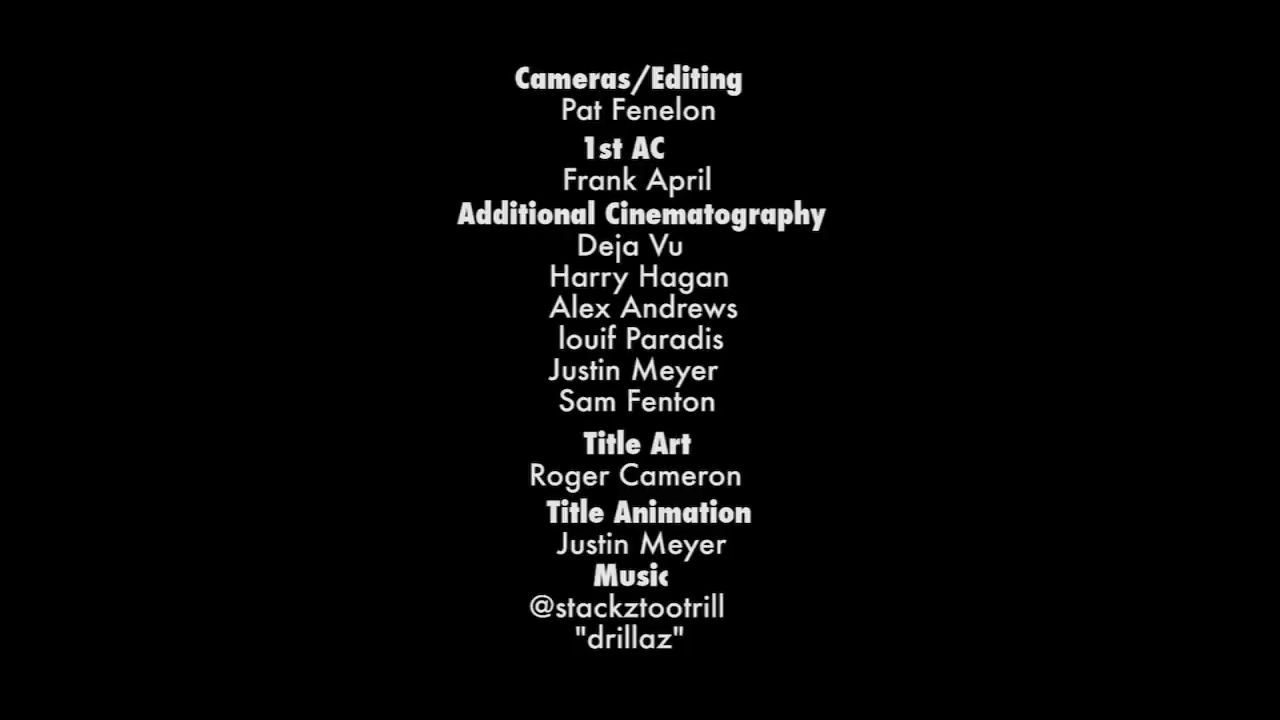 Cameras/Editing
Pat Fenelon
1st AC
Frank April
Additional Cinematography
Deja Vu
Harry Hagan
Alex Andrews
louif Paradis
Justin Meyer
Sam Fenton
Title Art
Roger Cameron
Title Animation
Justin Meyer
Music
@stackztootrill
"drillaz"